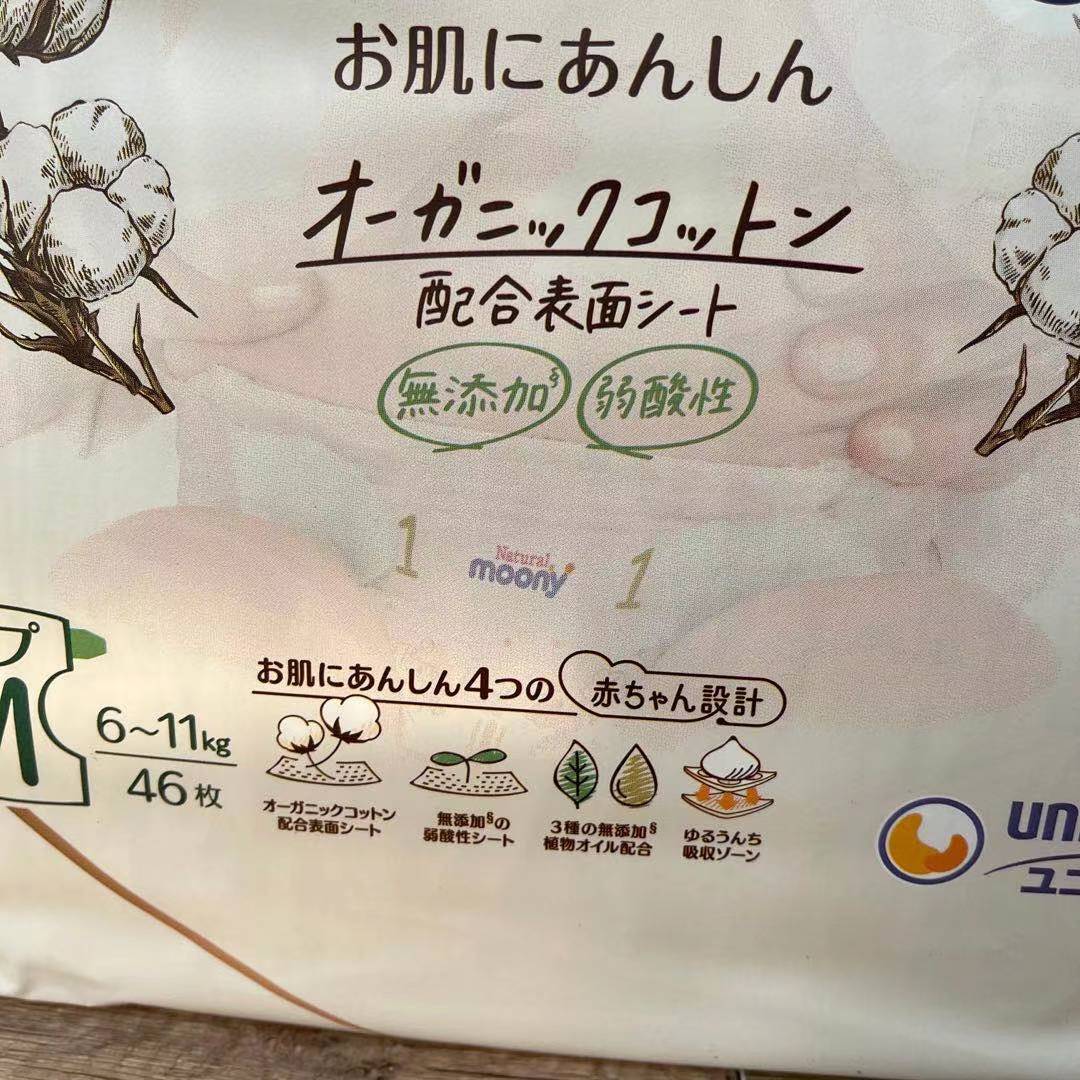 お肌にあんしん
オーガニックコットン
配合表面シート
無添加§ 弱酸性
1 Natural moony 1
お肌にあんしん4つの 赤ちゃん設計
プ
M
6~11kg
46枚
オーガニックコットン
配合表面シート
無添加§の
弱酸性シート
3種の無添加§
植物オイル配合
ゆるうんち
吸収ゾーン
uni
ユニ